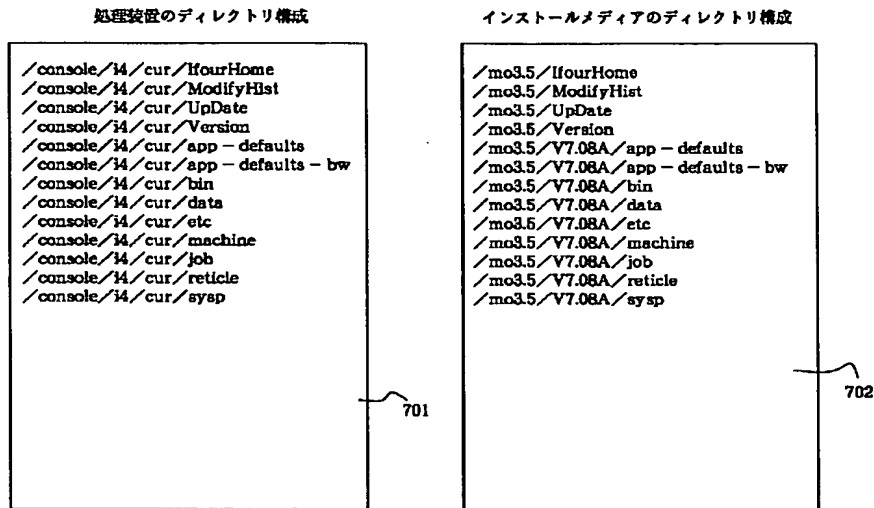 処理装置のディレクトリ構成
／console／i4／cur／IfourHome
／console／i4／cur／ModifyHist
／console／i4／cur／UpDate
／console／i4／cur／Version
／console／i4／cur／app－defaults
／console／i4／cur／app－defaults－bw
／console／i4／cur／bin
／console／i4／cur／data
／console／i4／cur／etc
／console／i4／cur／machine
／console／i4／cur／job
／console／i4／cur／reticle
／console／i4／cur／sysp
701
インストールメディアのディレクトリ構成
／mo3.5／IfourHome
／mo3.5／ModifyHist
／mo3.5／UpDate
／mo3.5／Version
／mo3.5／V7.08A／app－defaults
／mo3.5／V7.08A／app－defaults－bw
／mo3.5／V7.08A／bin
／mo3.5／V7.08A／data
／mo3.5／V7.08A／etc
／mo3.5／V7.08A／machine
／mo3.5／V7.08A／job
／mo3.5／V7.08A／reticle
／mo3.5／V7.08A／sysp
702